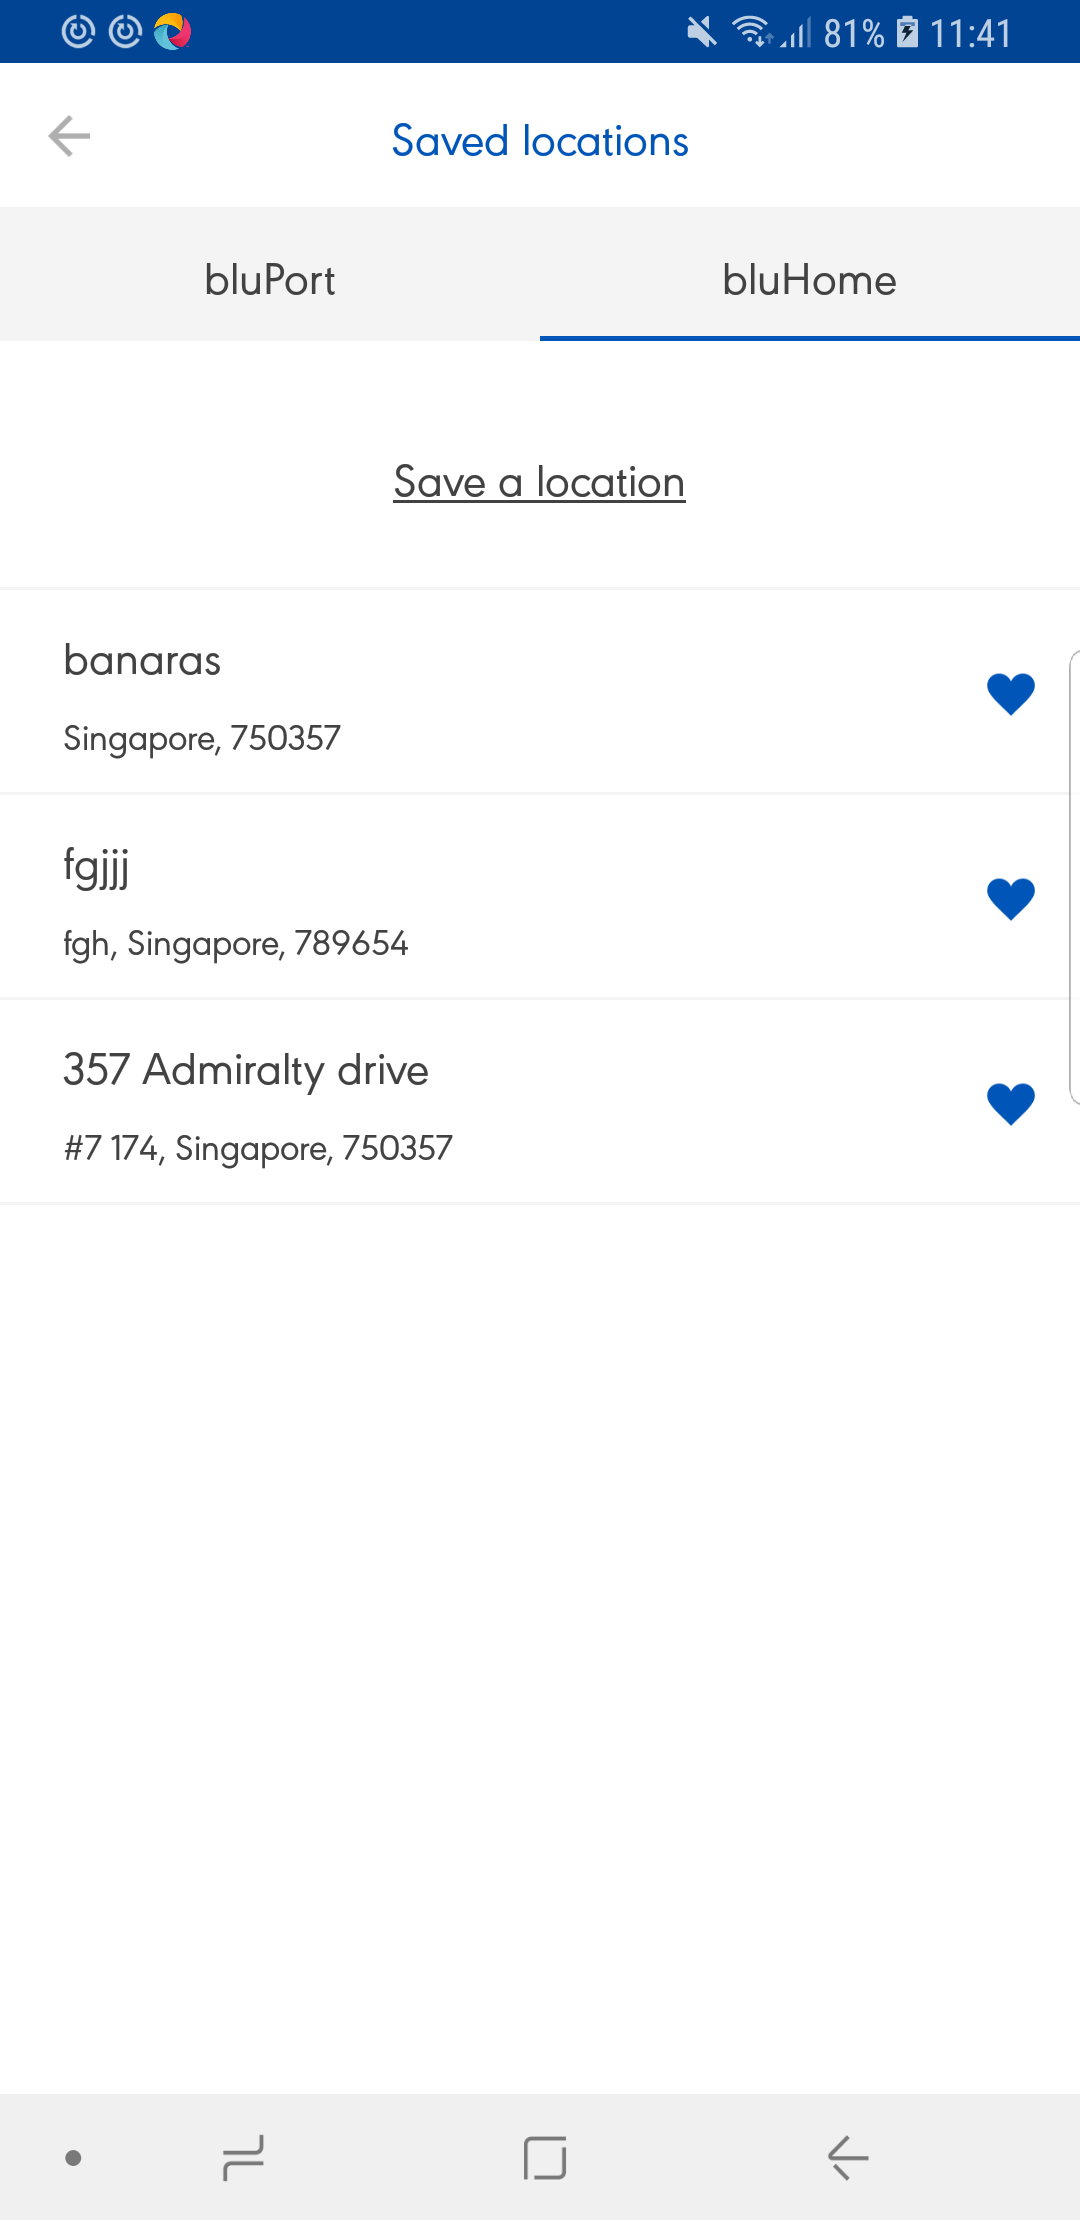 81% 11:41
Saved locations
bluPort
bluHome
Save a location
banaras
Singapore, 750357
fgjjj
fgh, Singapore, 789654
357 Admiralty drive
#7 174, Singapore, 750357